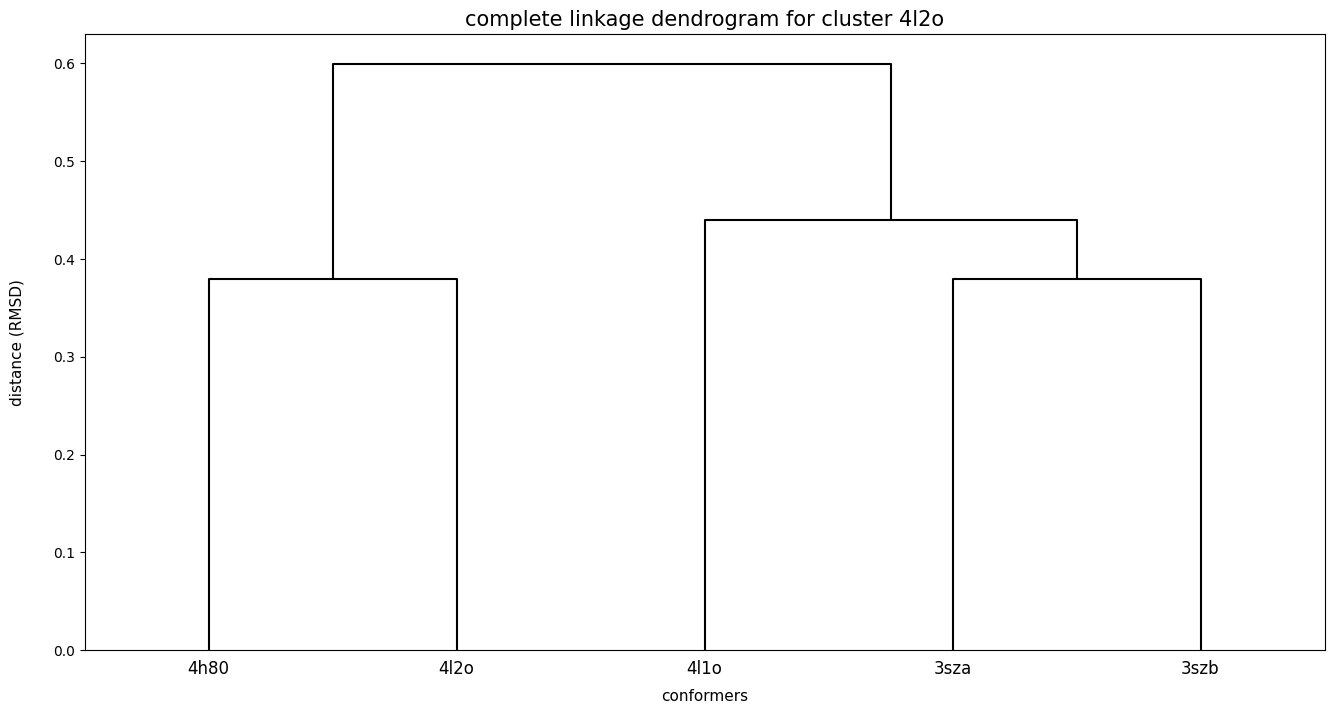 complete linkage dendrogram for cluster 4l2o
0.6
0.5
0.4
0.3
0.2
0.1
0.0
distance (RMSD)
4h80 4l2o 4l1o 3sza 3szb
conformers